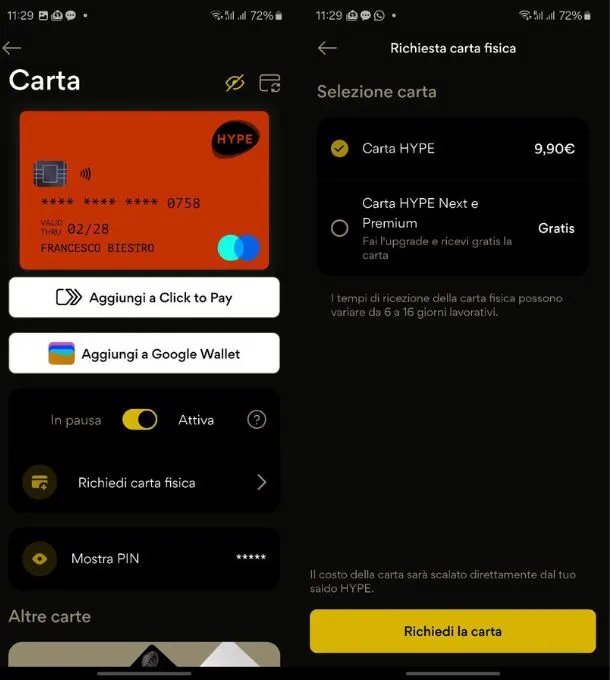 11:29
72%
Carta
HYPE
**** **** **** 0758
VALID
THRU 02/28
FRANCESCO BIESTRO
Aggiungi a Click to Pay
Aggiungi a Google Wallet
In pausa
Attiva
?
Richiedi carta fisica
Mostra PIN
*****
Altre carte
11:29
72%
Richiesta carta fisica
Selezione carta
Carta HYPE
9,90€
Carta HYPE Next e
Premium
Gratis
Fai l'upgrade e ricevi gratis la
carta
I tempi di ricezione della carta fisica possono
variare da 6 a 16 giorni lavorativi.
Il costo della carta sarà scalato direttamente dal tuo
saldo HYPE.
Richiedi la carta